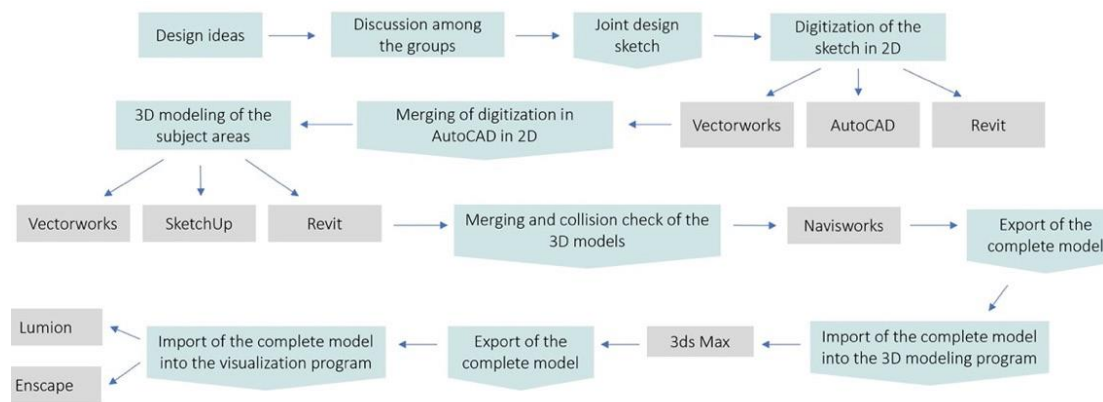 Design ideas
Discussion among
the groups
Joint design
sketch
Digitization of the
sketch in 2D
Vectorworks
AutoCAD
Revit
Merging of digitization in
AutoCAD in 2D
3D modeling of the
subject areas
Vectorworks
SketchUp
Revit
Merging and collision check of the
3D models
Navisworks
Export of the
complete model
Import of the complete model
into the 3D modeling program
3ds Max
Export of the
complete model
Import of the complete model
into the visualization program
Lumion
Enscape